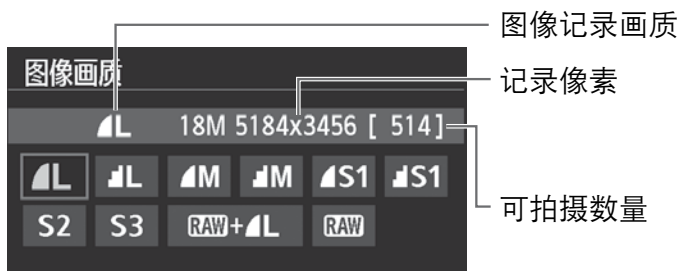 图像记录画质
图像画质
记录像素
L 18M 5184x3456 [ 514]
L L M M S1 S1
可拍摄数量
S2 S3 RAW+L RAW